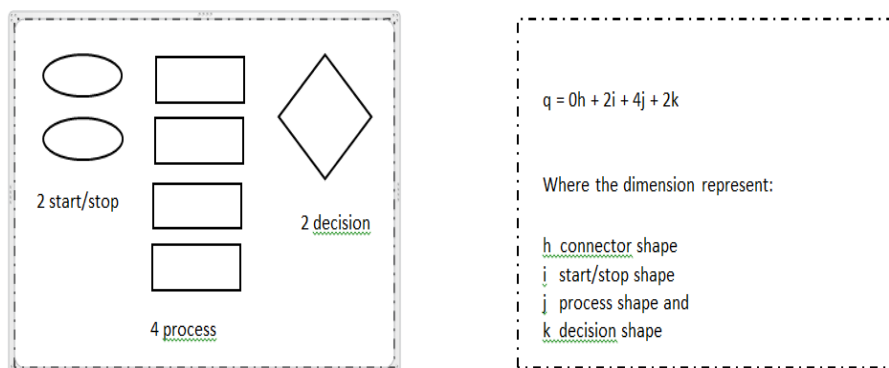 2 start/stop
2 decision
4 process
q = 0h + 2i + 4j + 2k
Where the dimension represent:
h connector shape
i start/stop shape
j process shape and
k decision shape